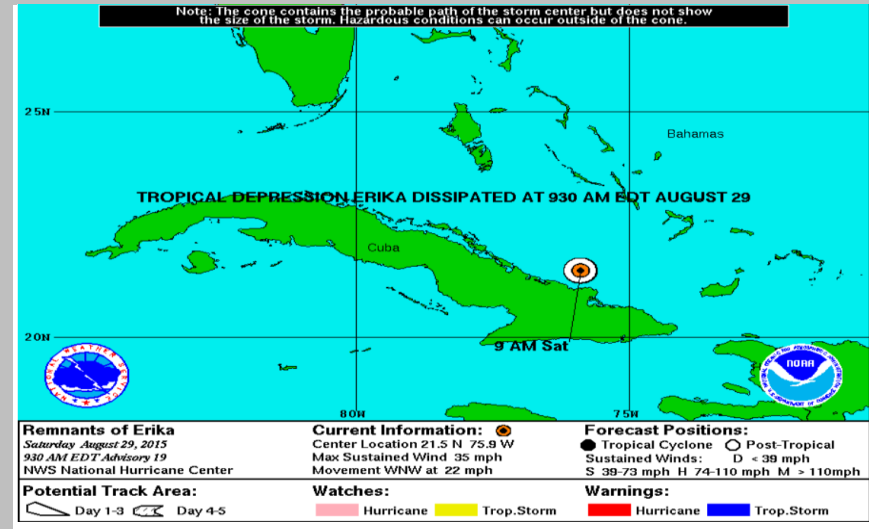 Note: The cone contains the probable path of the storm center but does not show
the size of the storm. Hazardous conditions can occur outside of the cone.
25N
Bahamas
TROPICAL DEPRESSION ERIKA DISSIPATED AT 930 AM EDT AUGUST 29
Cuba
20N
9 AM Sat
NATIONAL WEATHER SERVICE
NOAA
80W
75W
Remnants of Erika
Saturday August 29, 2015
930 AM EDT Advisory 19
NWS National Hurricane Center
Current Information:
Center Location 21.5 N 75.9 W
Max Sustained Wind 35 mph
Movement WNW at 22 mph
Forecast Positions:
Tropical Cyclone Post-Tropical
Sustained Winds: D < 39 mph
S 39-73 mph H 74-110 mph M > 110mph
Potential Track Area:
Day 1-3 Day 4-5
Watches:
Hurricane Trop.Storm
Warnings:
Hurricane Trop.Storm